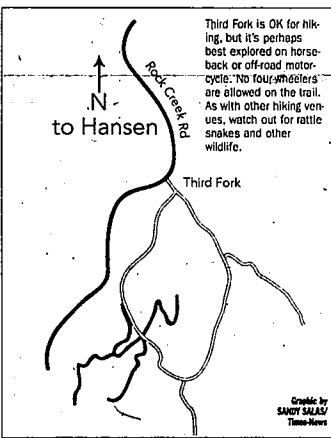 Third Fork is OK for hik-
ing, but it's perhaps
best explored on horse-
back or off-road motor-
cycle. No four-wheelers
are allowed on the trail.
As with other hiking ven-
ues, watch out for rattle
snakes and other
wildlife.
Rock Creek Rd
N
to Hansen
Third Fork
Graphic by
SANDY SALAS/
Times-News